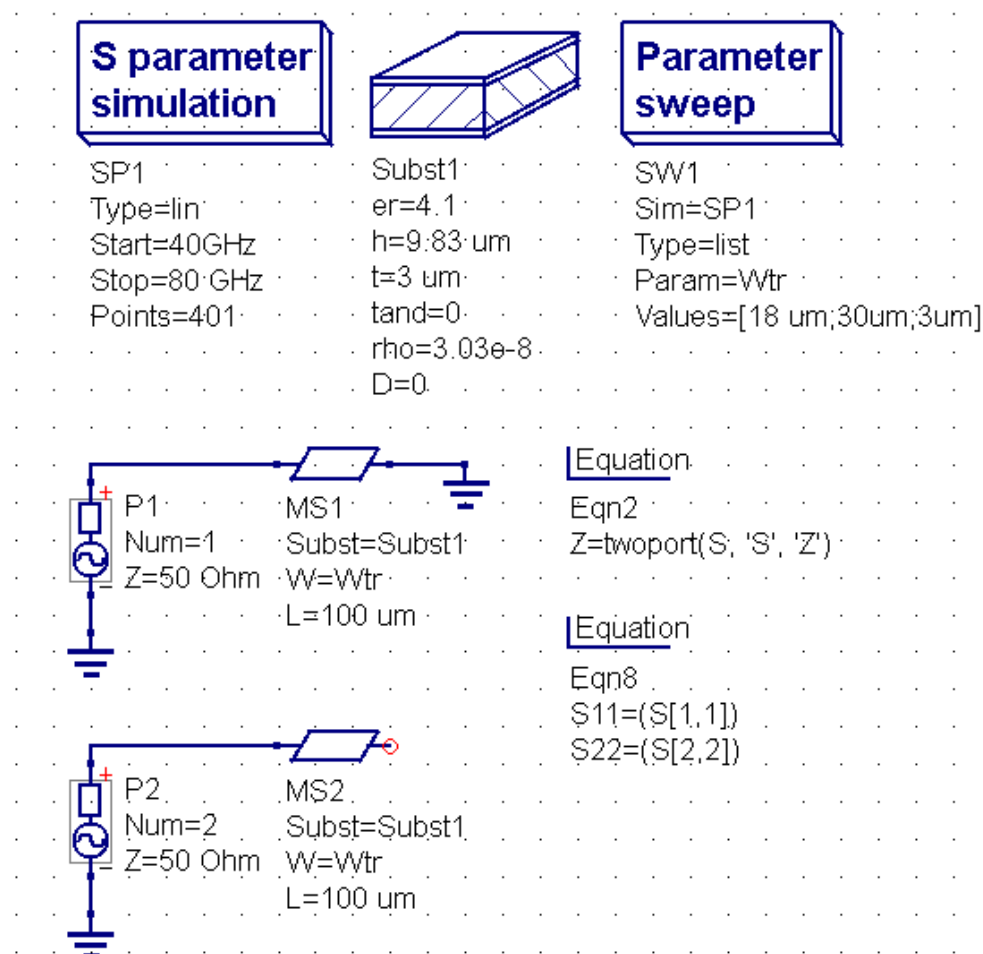 S parameter
simulation
SP1
Type=lin
Start=40GHz
Stop=80 GHz
Points=401
Subst1
er=4.1
h=9.83 um
t=3 um
tand=0
rho=3.03e-8
D=0
Parameter
sweep
SW1
Sim=SP1
Type=list
Param=Wtr
Values=[18 um;30um;3um]
+
P1
Num=1
Z=50 Ohm
MS1
Subst=Subst1
W=Wtr
L=100 um
Equation
Eqn2
Z=twoport(S, 'S', 'Z')
Equation
Eqn8
S11=(S[1,1])
S22=(S[2,2])
+
P2
Num=2
Z=50 Ohm
MS2
Subst=Subst1
W=Wtr
L=100 um